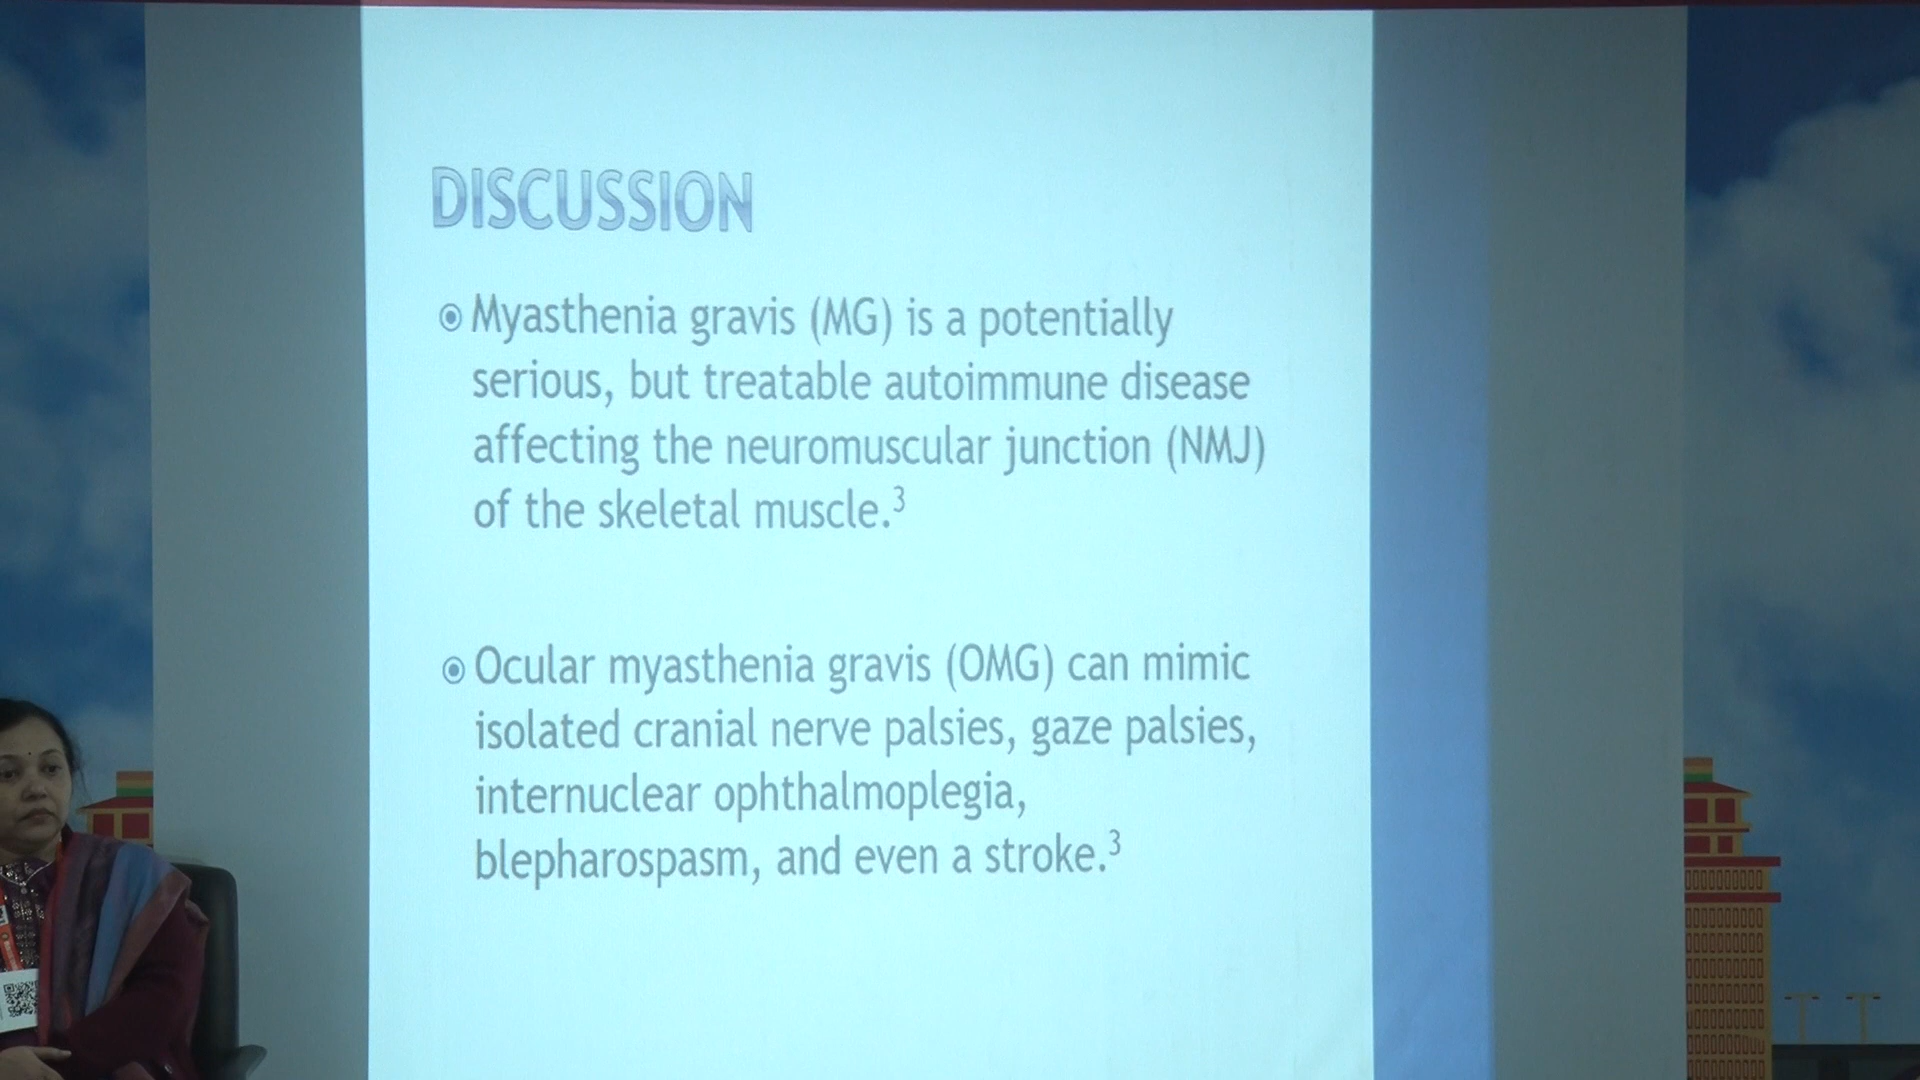 DISCUSSION
Myasthenia gravis (MG) is a potentially
serious, but treatable autoimmune disease
affecting the neuromuscular junction (NMJ)
of the skeletal muscle.³
Ocular myasthenia gravis (OMG) can mimic
isolated cranial nerve palsies, gaze palsies,
internuclear ophthalmoplegia,
blepharospasm, and even a stroke.³